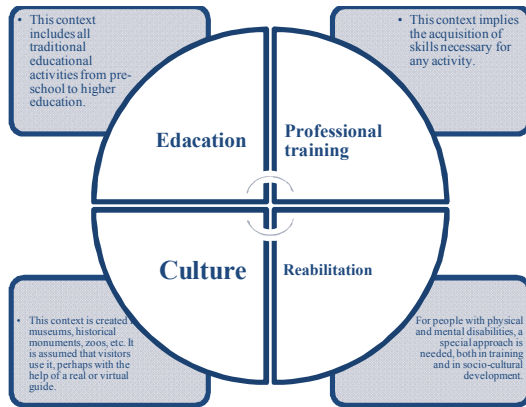 • This context
includes all
traditional
educational
activities from pre-
school to higher
education.
• This context implies
the acquisition of
skills necessary for
any activity.
Edacation
Professional
training
Culture
Reabilitation
• This context is created
museums, historical
monuments, zoos, etc. It
is assumed that visitors
use it, perhaps with the
help of a real or virtual
guide.
For people with physical
and mental disabilities, a
special approach is
needed, both in training
and in socio-cultural
development.